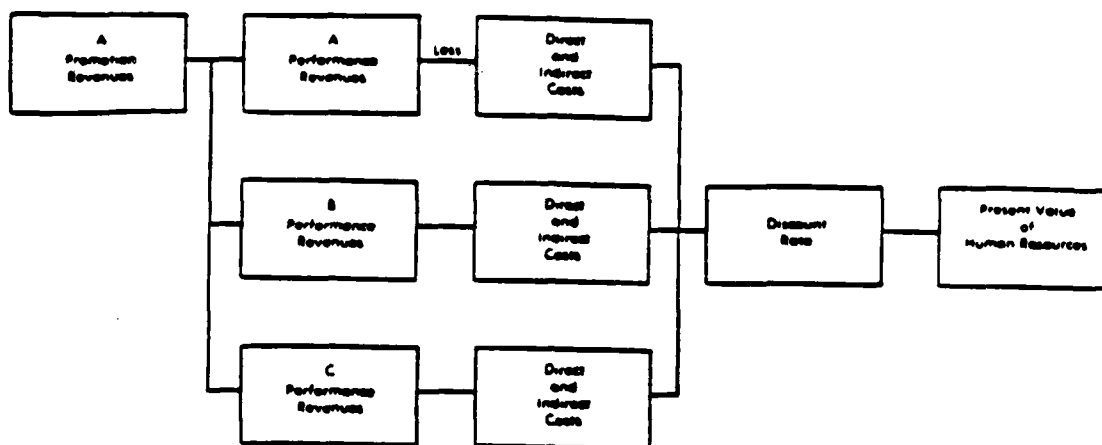 A
Promotion
Revenues
A
Performance
Revenues
Less
Direct
and
Indirect
Costs
B
Performance
Revenues
Direct
and
Indirect
Costs
Discount
Rate
Present Value
of
Human Resources
C
Performance
Revenues
Direct
and
Indirect
Costs